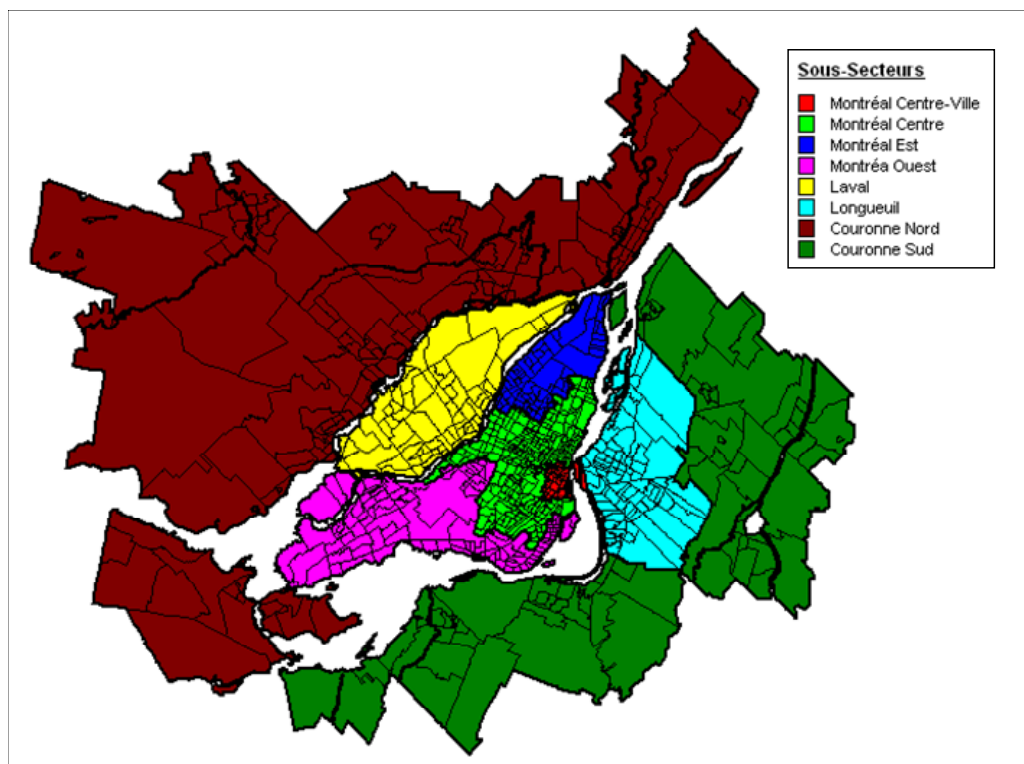 Sous-Secteurs
Montréal Centre-Ville
Montréal Centre
Montréal Est
Montréa Ouest
Laval
Longueuil
Couronne Nord
Couronne Sud